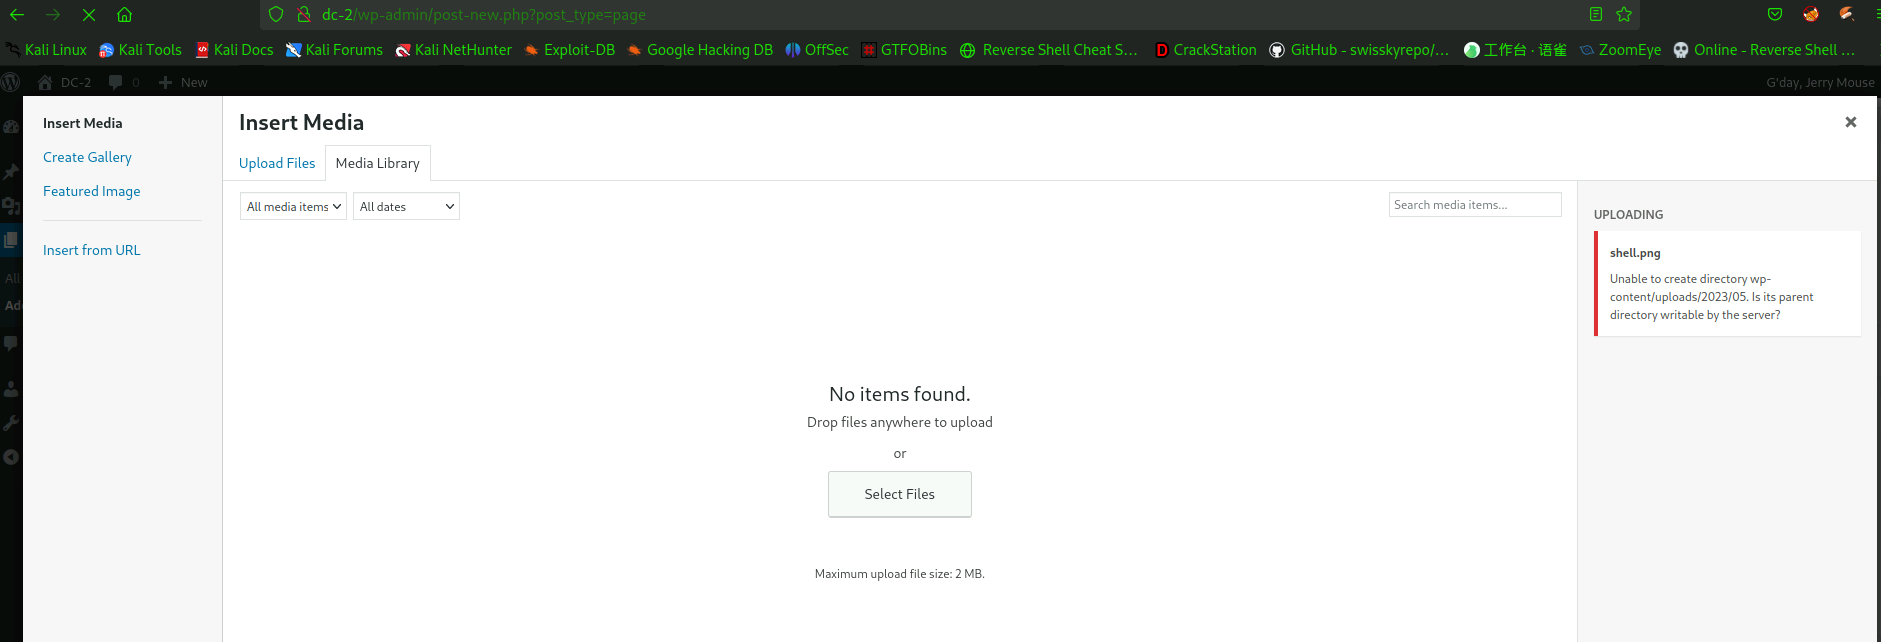 dc-2/wp-admin/post-new.php?post_type=page
Kali Linux Kali Tools Kali Docs Kali Forums Kali NetHunter Exploit-DB Google Hacking DB OffSec GTFOBins Reverse Shell Cheat S… CrackStation GitHub - swisskyrepo/… 工作台 · 语雀 ZoomEye Online - Reverse Shell …
DC-2 0 New G'day, Jerry Mouse
Insert Media
Create Gallery
Featured Image
Insert from URL
All
Add
Insert Media
Upload Files Media Library
All media items All dates Search media items...
No items found.
Drop files anywhere to upload
or
Select Files
Maximum upload file size: 2 MB.
UPLOADING
shell.png
Unable to create directory wp-
content/uploads/2023/05. Is its parent
directory writable by the server?